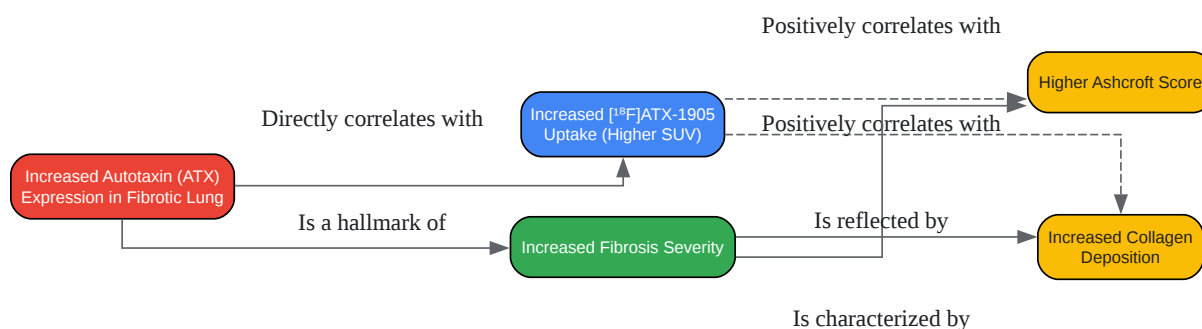 Positively correlates with
Higher Ashcroft Score
Increased [¹⁸F]ATX-1905
Uptake (Higher SUV)
Directly correlates with
Positively correlates with
Increased Autotaxin (ATX)
Expression in Fibrotic Lung
Is a hallmark of
Is reflected by
Increased Fibrosis Severity
Increased Collagen
Deposition
Is characterized by